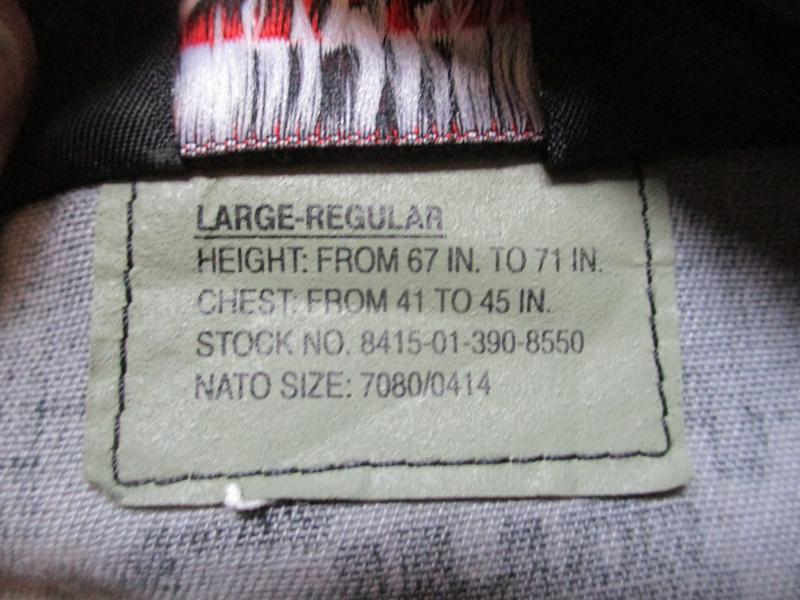 LARGE-REGULAR
HEIGHT: FROM 67 IN. TO 71 IN.
CHEST: FROM 41 TO 45 IN.
STOCK NO. 8415-01-390-8550
NATO SIZE: 7080/0414